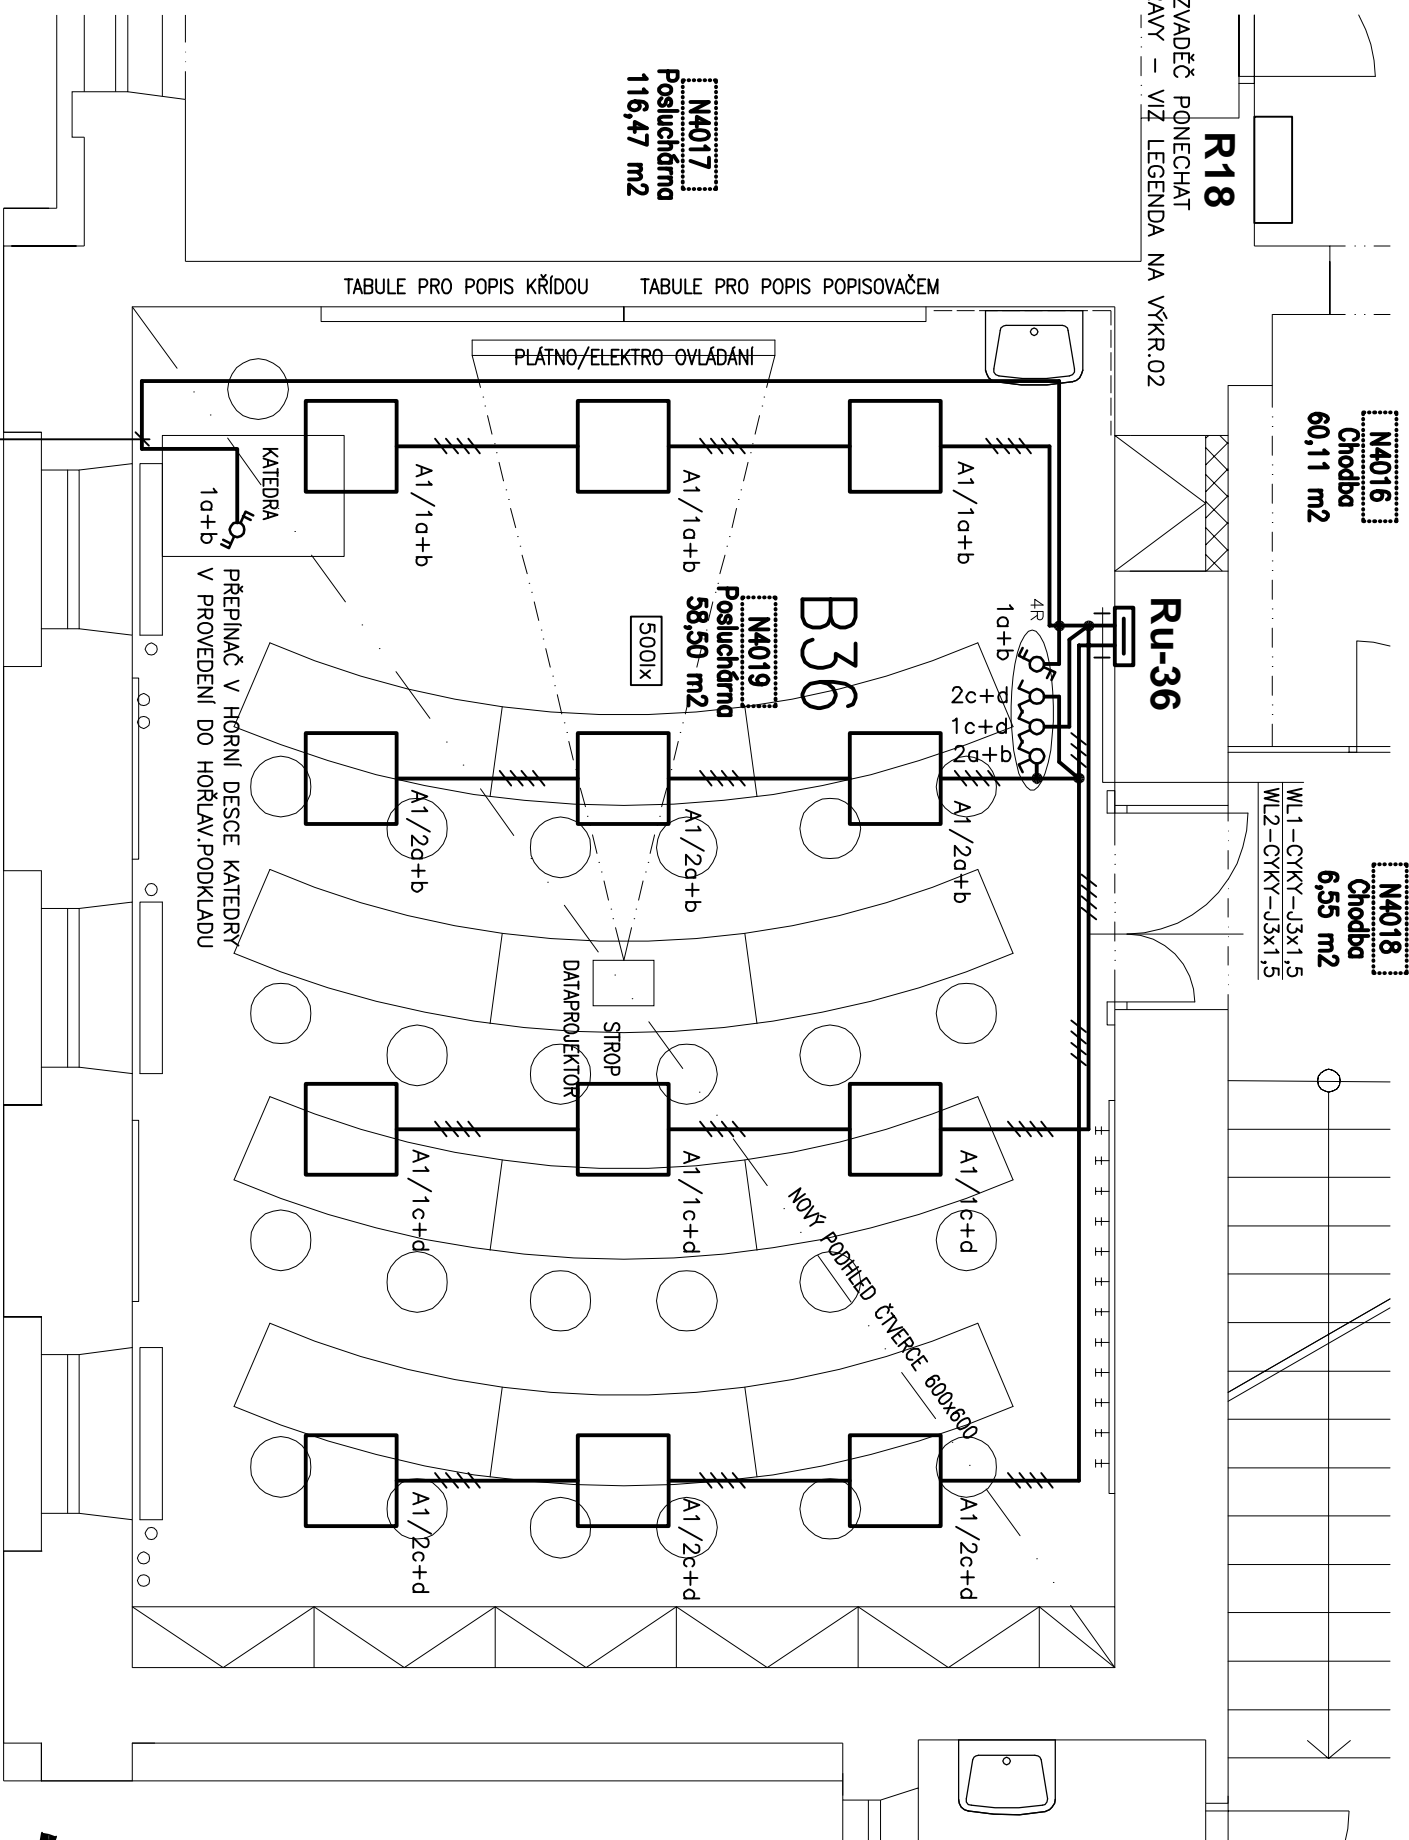 ZVADĚČ PONECHAT
AVY – VIZ LEGENDA NA VÝKR.02
R18
N4017
Posluchárna
116,47 m2
N4016
Chodba
60,11 m2
N4018
Chodba
6,55 m2
WL1-CYKY-J3x1,5
WL2-CYKY-J3x1,5
TABULE PRO POPIS KŘÍDOU
TABULE PRO POPIS POPISOVAČEM
PLÁTNO/ELEKTRO OVLÁDÁNÍ
Ru-36
4R
1a+b
2c+d
1c+d
2a+b
A1/1a+b
A1/1a+b
A1/1a+b
KATEDRA
1a+b
PŘEPÍNAČ V HORNÍ DESCE KATEDRY
V PROVEDENÍ DO HOŘLAV.PODKLADU
B36
N4019
Posluchárna
58,50 m2
500lx
A1/2a+b
A1/2a+b
A1/2a+b
STROP
DATAPROJEKTOR
A1/1c+d
A1/1c+d
A1/1c+d
NOVÝ PODHLED ČTVERCE 600x600
A1/2c+d
A1/2c+d
A1/2c+d